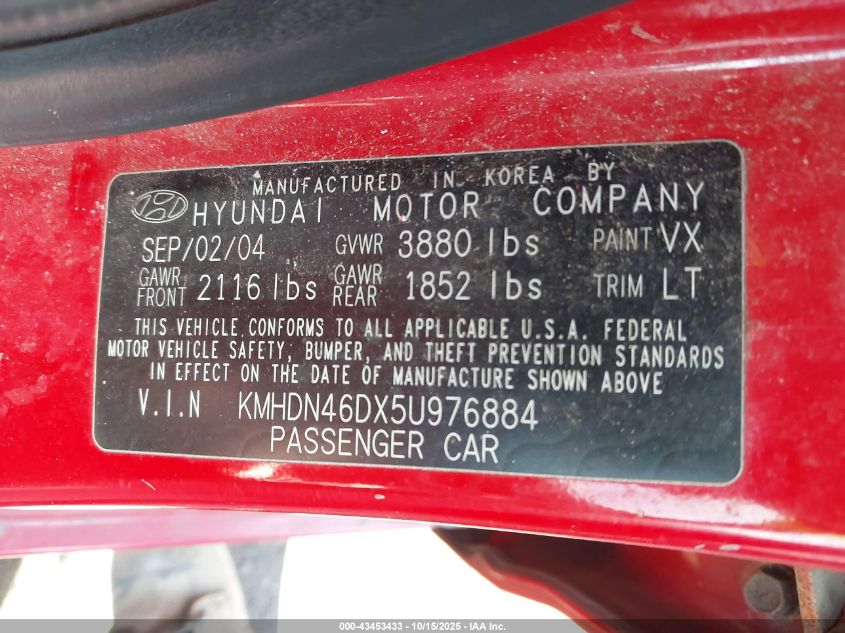 MANUFACTURED IN KOREA BY
HYUNDAI MOTOR COMPANY
SEP/02/04 GVWR 3880 lbs PAINT VX
GAWR FRONT 2116 lbs GAWR REAR 1852 lbs TRIM LT
THIS VEHICLE CONFORMS TO ALL APPLICABLE U.S.A. FEDERAL
MOTOR VEHICLE SAFETY, BUMPER, AND THEFT PREVENTION STANDARDS
IN EFFECT ON THE DATE OF MANUFACTURE SHOWN ABOVE
V.I.N KMHDN46DX5U976884
PASSENGER CAR
000-43453433 - 10/15/2025 - IAA Inc.